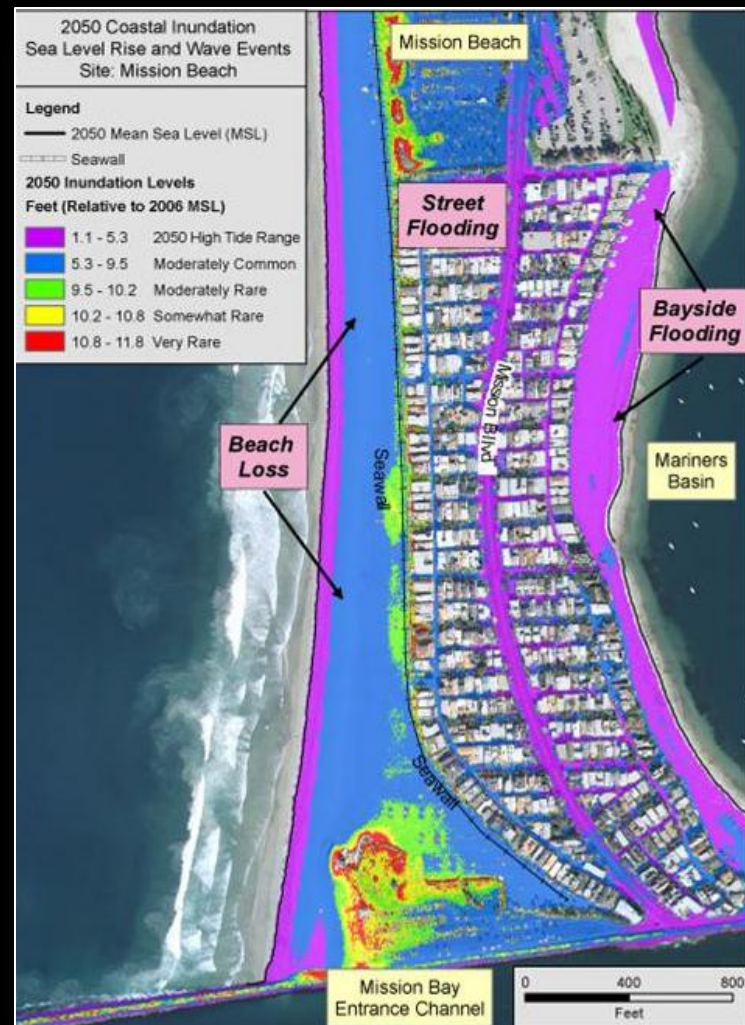 2050 Coastal Inundation
Sea Level Rise and Wave Events
Site: Mission Beach
Legend
2050 Mean Sea Level (MSL)
Seawall
2050 Inundation Levels
Feet (Relative to 2006 MSL)
1.1 - 5.3 2050 High Tide Range
5.3 - 9.5 Moderately Common
9.5 - 10.2 Moderately Rare
10.2 - 10.8 Somewhat Rare
10.8 - 11.8 Very Rare
Mission Beach
Street
Flooding
Bayside
Flooding
Mission Blvd
Beach
Loss
Seawall
Mariners
Basin
Seawall
Mission Bay
Entrance Channel
0 400 800
Feet